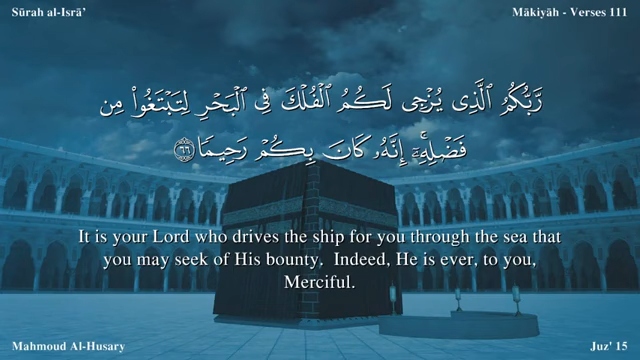 Sūrah al-Isrā’
Mākiyāh - Verses 111
رَّبُّكُمُ ٱلَّذِى يُزْجِى لَكُمُ ٱلْفُلْكَ فِى ٱلْبَحْرِ لِتَبْتَغُوا۟ مِن
فَضْلِهِۦٓ ۚ إِنَّهُۥ كَانَ بِكُمْ رَحِيمًا ٦٦
It is your Lord who drives the ship for you through the sea that
you may seek of His bounty,  Indeed, He is ever, to you,
Merciful.
Mahmoud Al-Husary
Juz' 15